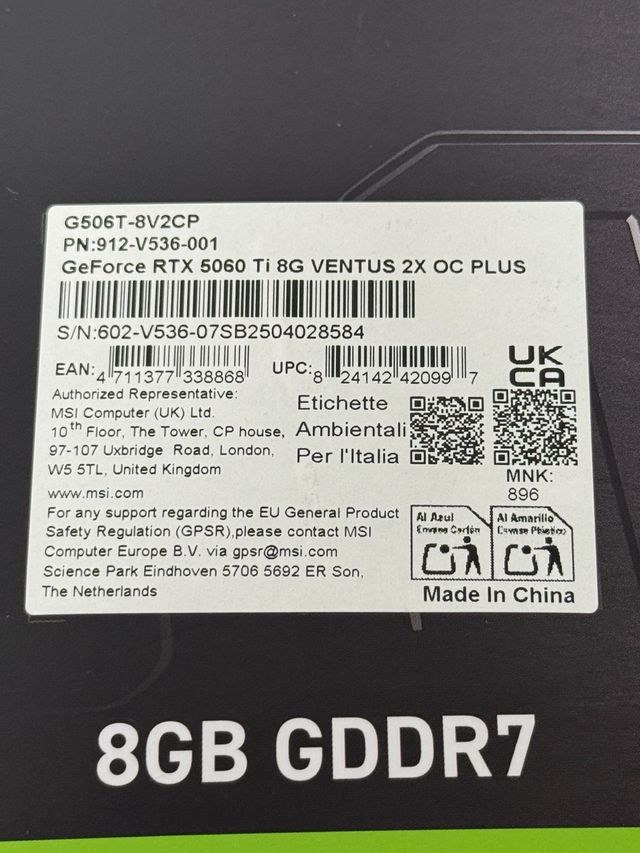 G506T-8V2CP
PN:912-V536-001
GeForce RTX 5060 Ti 8G VENTUS 2X OC PLUS
S/N:602-V536-07SB2504028584
EAN: 4 711377 338868
UPC: 8 24142 42099 7
UK
CA
Authorized Representative:
MSI Computer (UK) Ltd.
10th Floor, The Tower, CP house,
97-107 Uxbridge Road, London,
W5 5TL, United Kingdom
www.msi.com
Etichette
Ambientali
Per l'Italia
MNK:
896
For any support regarding the EU General Product
Safety Regulation (GPSR),please contact MSI
Computer Europe B.V. via gpsr@msi.com
Science Park Eindhoven 5706 5692 ER Son,
The Netherlands
Al Azul
Envase Cartón
Al Amarillo
Envase Plástico
Made In China
8GB GDDR7